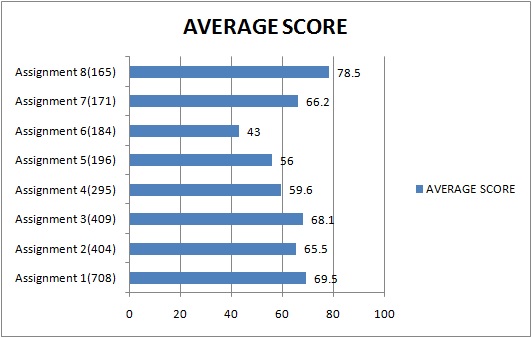 AVERAGE SCORE
Assignment 8(165) 78.5
Assignment 7(171) 66.2
Assignment 6(184) 43
Assignment 5(196) 56
Assignment 4(295) 59.6
Assignment 3(409) 68.1
Assignment 2(404) 65.5
Assignment 1(708) 69.5
0 20 40 60 80 100
AVERAGE SCORE